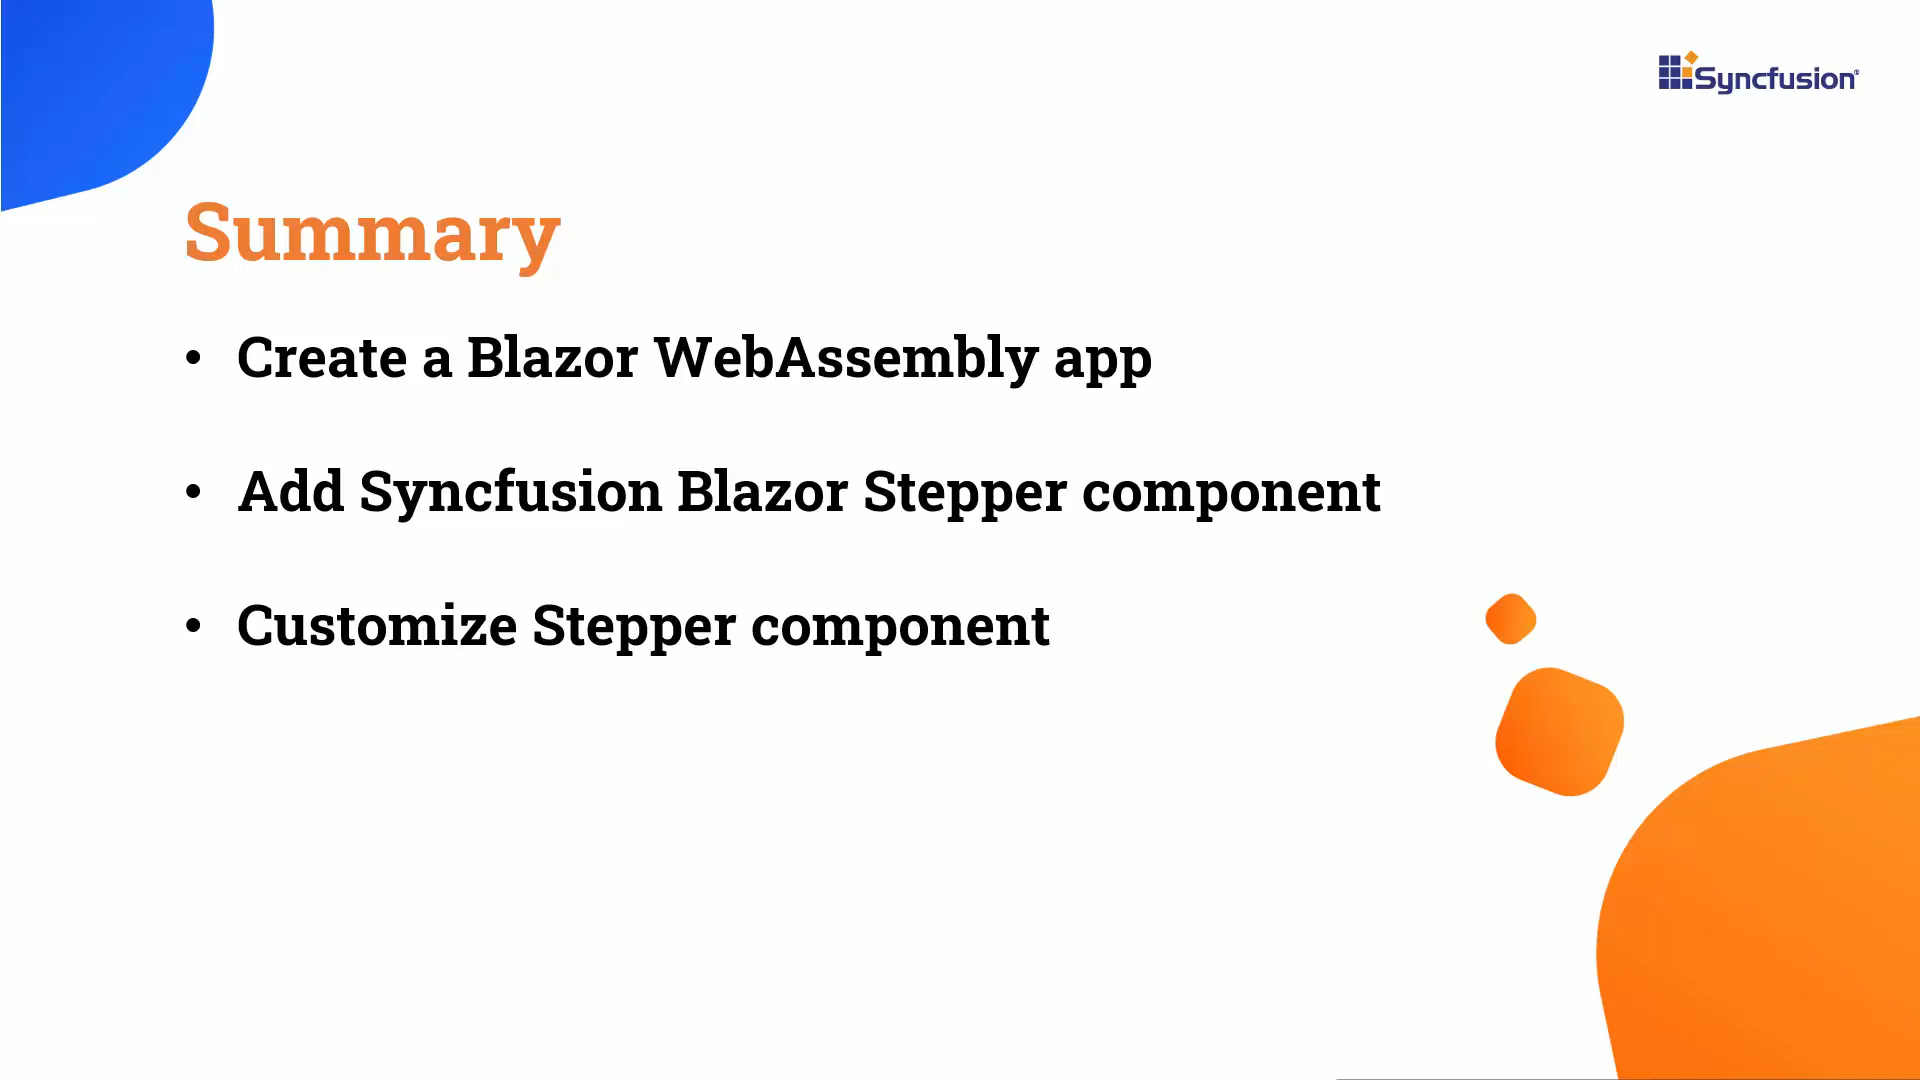 Syncfusion®
Summary
• Create a Blazor WebAssembly app
• Add Syncfusion Blazor Stepper component
• Customize Stepper component